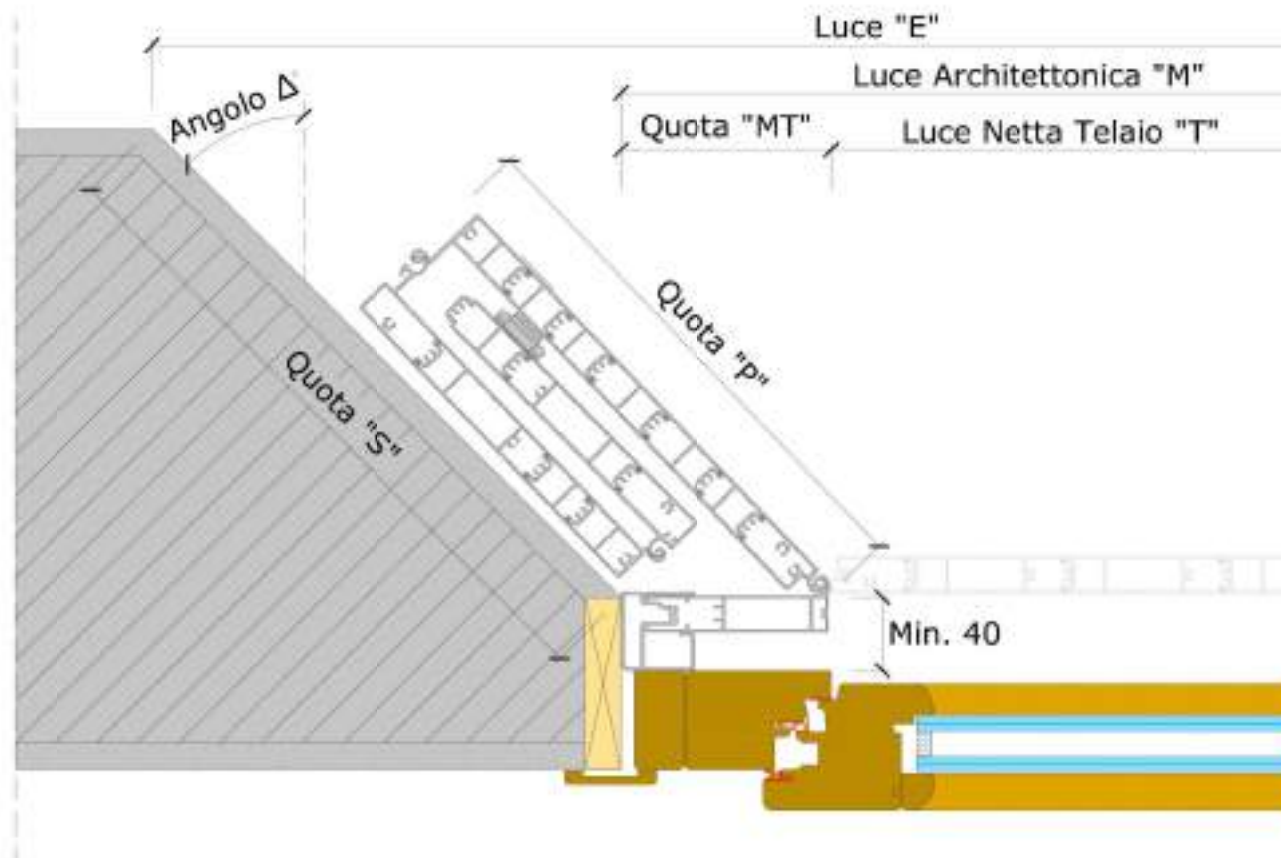 Luce "E"
Luce Architettonica "M"
Angolo Δ
Quota "MT"
Luce Netta Telaio "T"
Quota "P"
Quota "S"
Min. 40